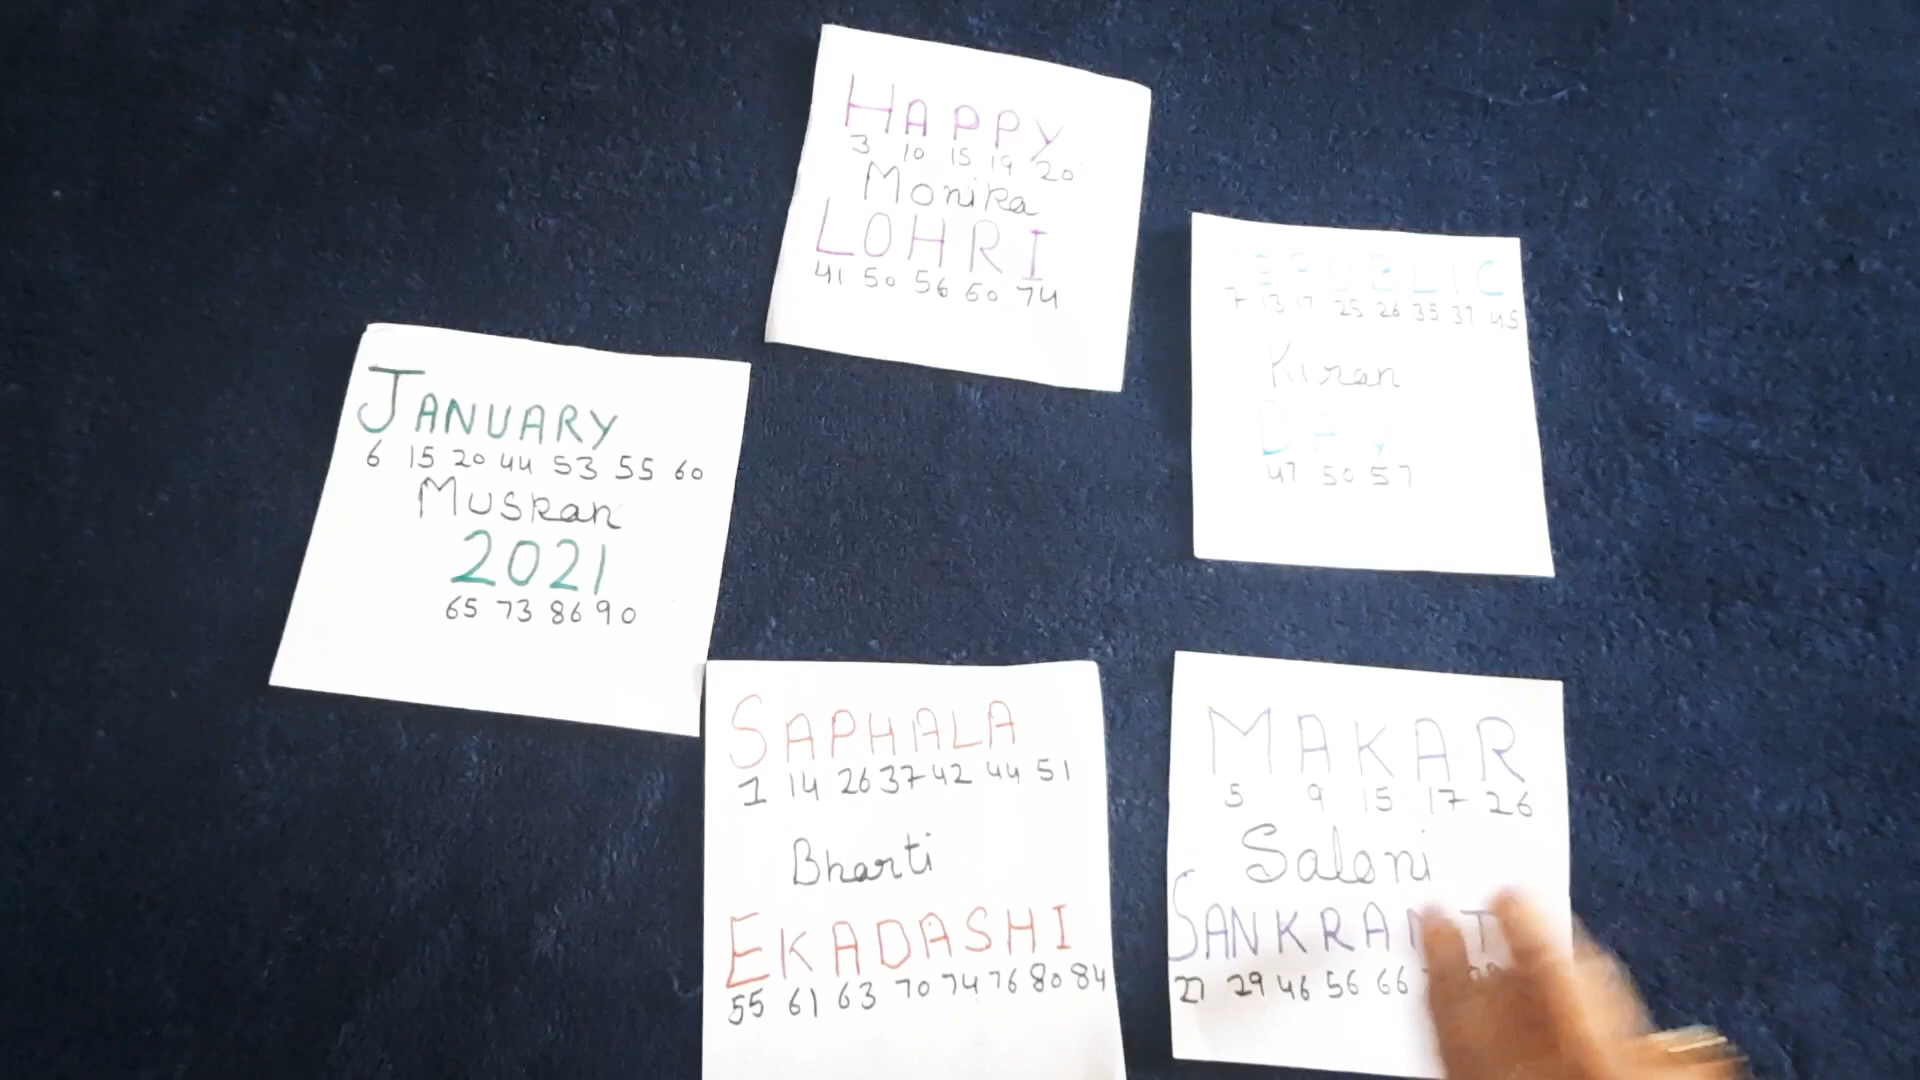 HAPPY
3 10 15 19 20
Monika
LOHRI
41 50 56 60 74
EPUBLIC
7 13 17 25 26 35 37 45
Kiran
DAY
47 50 57
JANUARY
6 15 20 44 53 55 60
Muskan
2021
65 73 86 90
SAPHALA
1 14 26 37 42 44 51
Bharti
EKADASHI
55 61 63 70 74 76 80 84
MAKAR
5 9 15 17 26
Saloni
SANKRA T
27 29 46 56 66